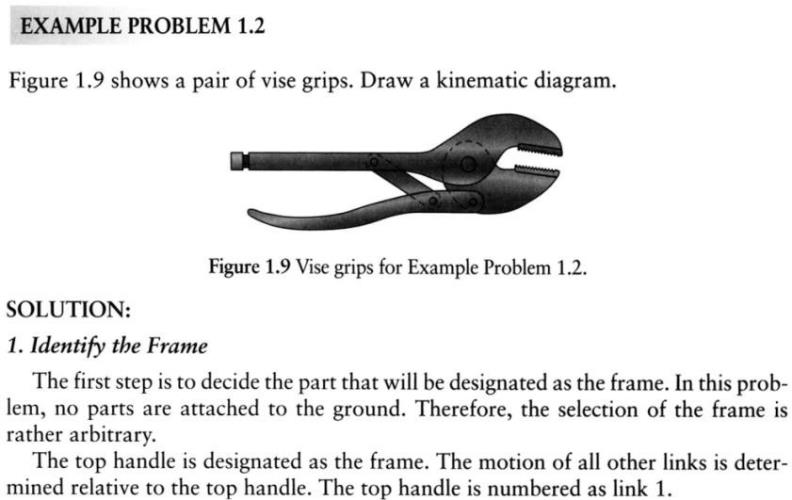 EXAMPLE PROBLEM 1.2
Figure 1.9 shows a pair of vise grips. Draw a kinematic diagram.
Figure 1.9 Vise grips for Example Problem 1.2.
SOLUTION:
1. Identify the Frame
The first step is to decide the part that will be designated as the frame. In this prob-
lem, no parts are attached to the ground. Therefore, the selection of the frame is
rather arbitrary.
The top handle is designated as the frame. The motion of all other links is deter-
mined relative to the top handle. The top handle is numbered as link 1.